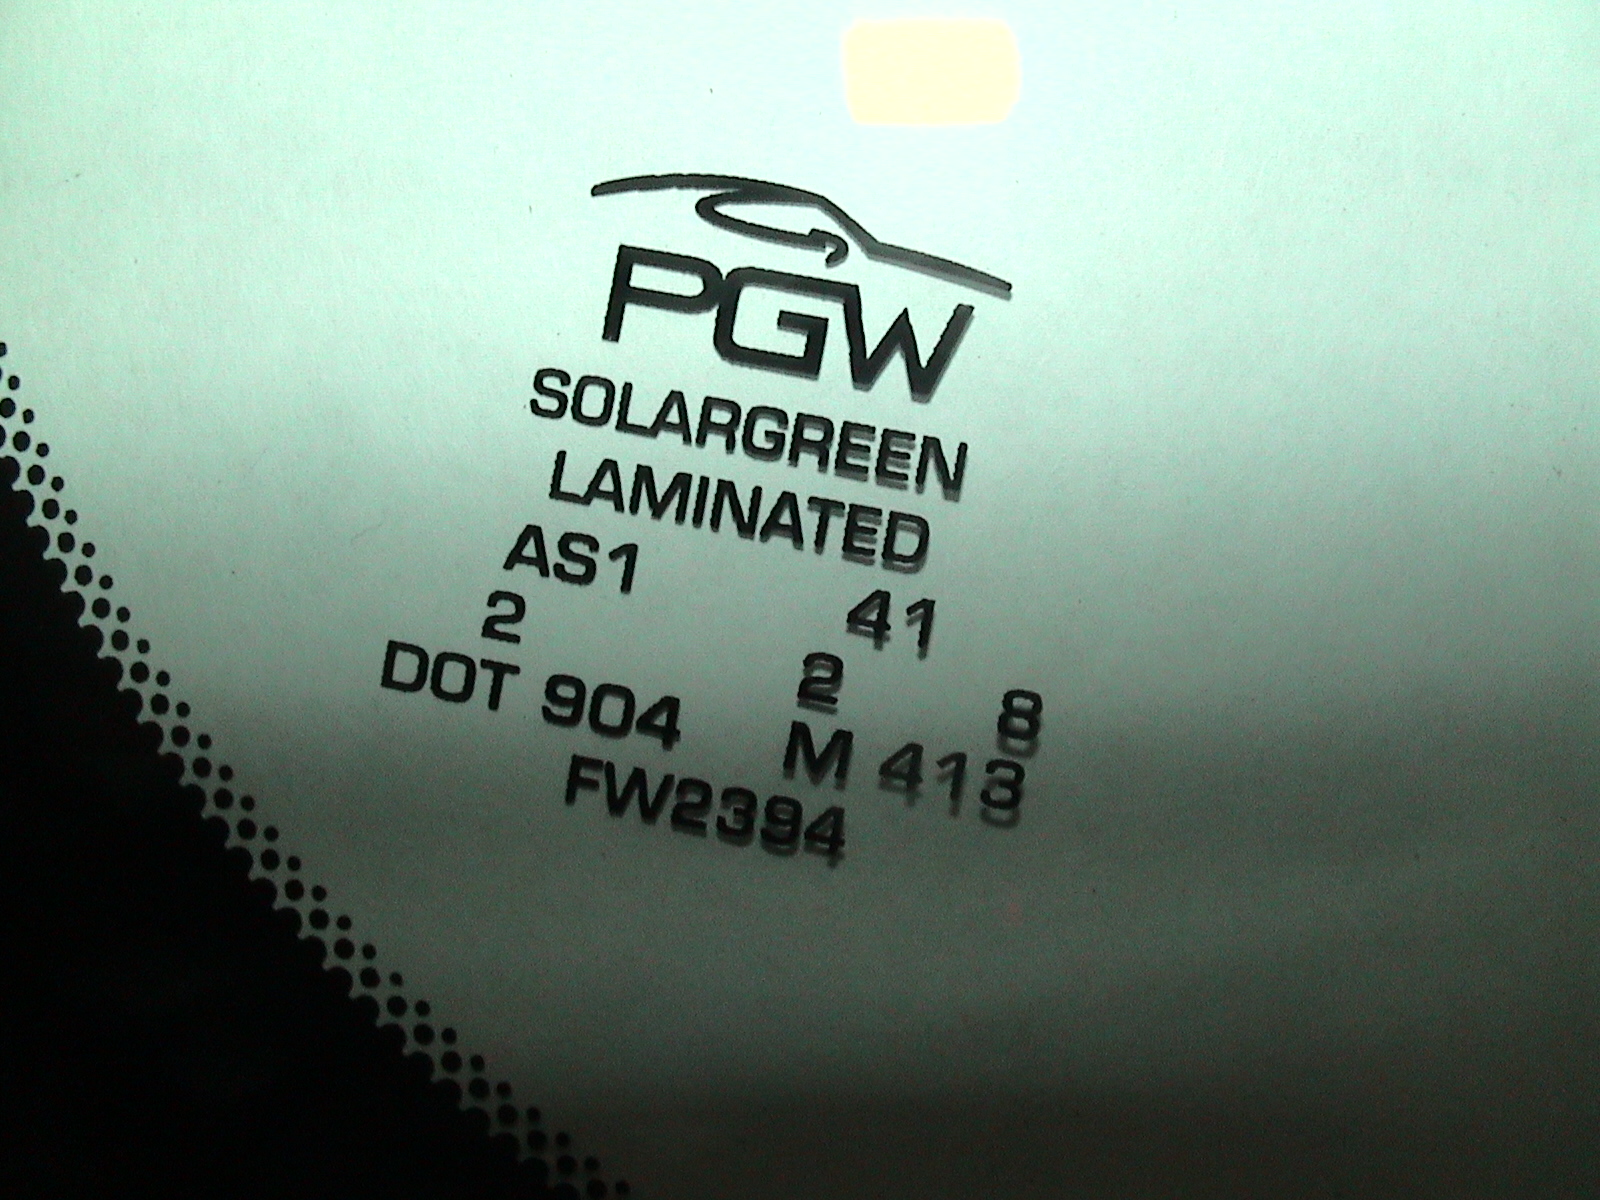 PGW
SOLARGREEN
LAMINATED
AS1 41
2 2 8
DOT 904 M 413
FW2394